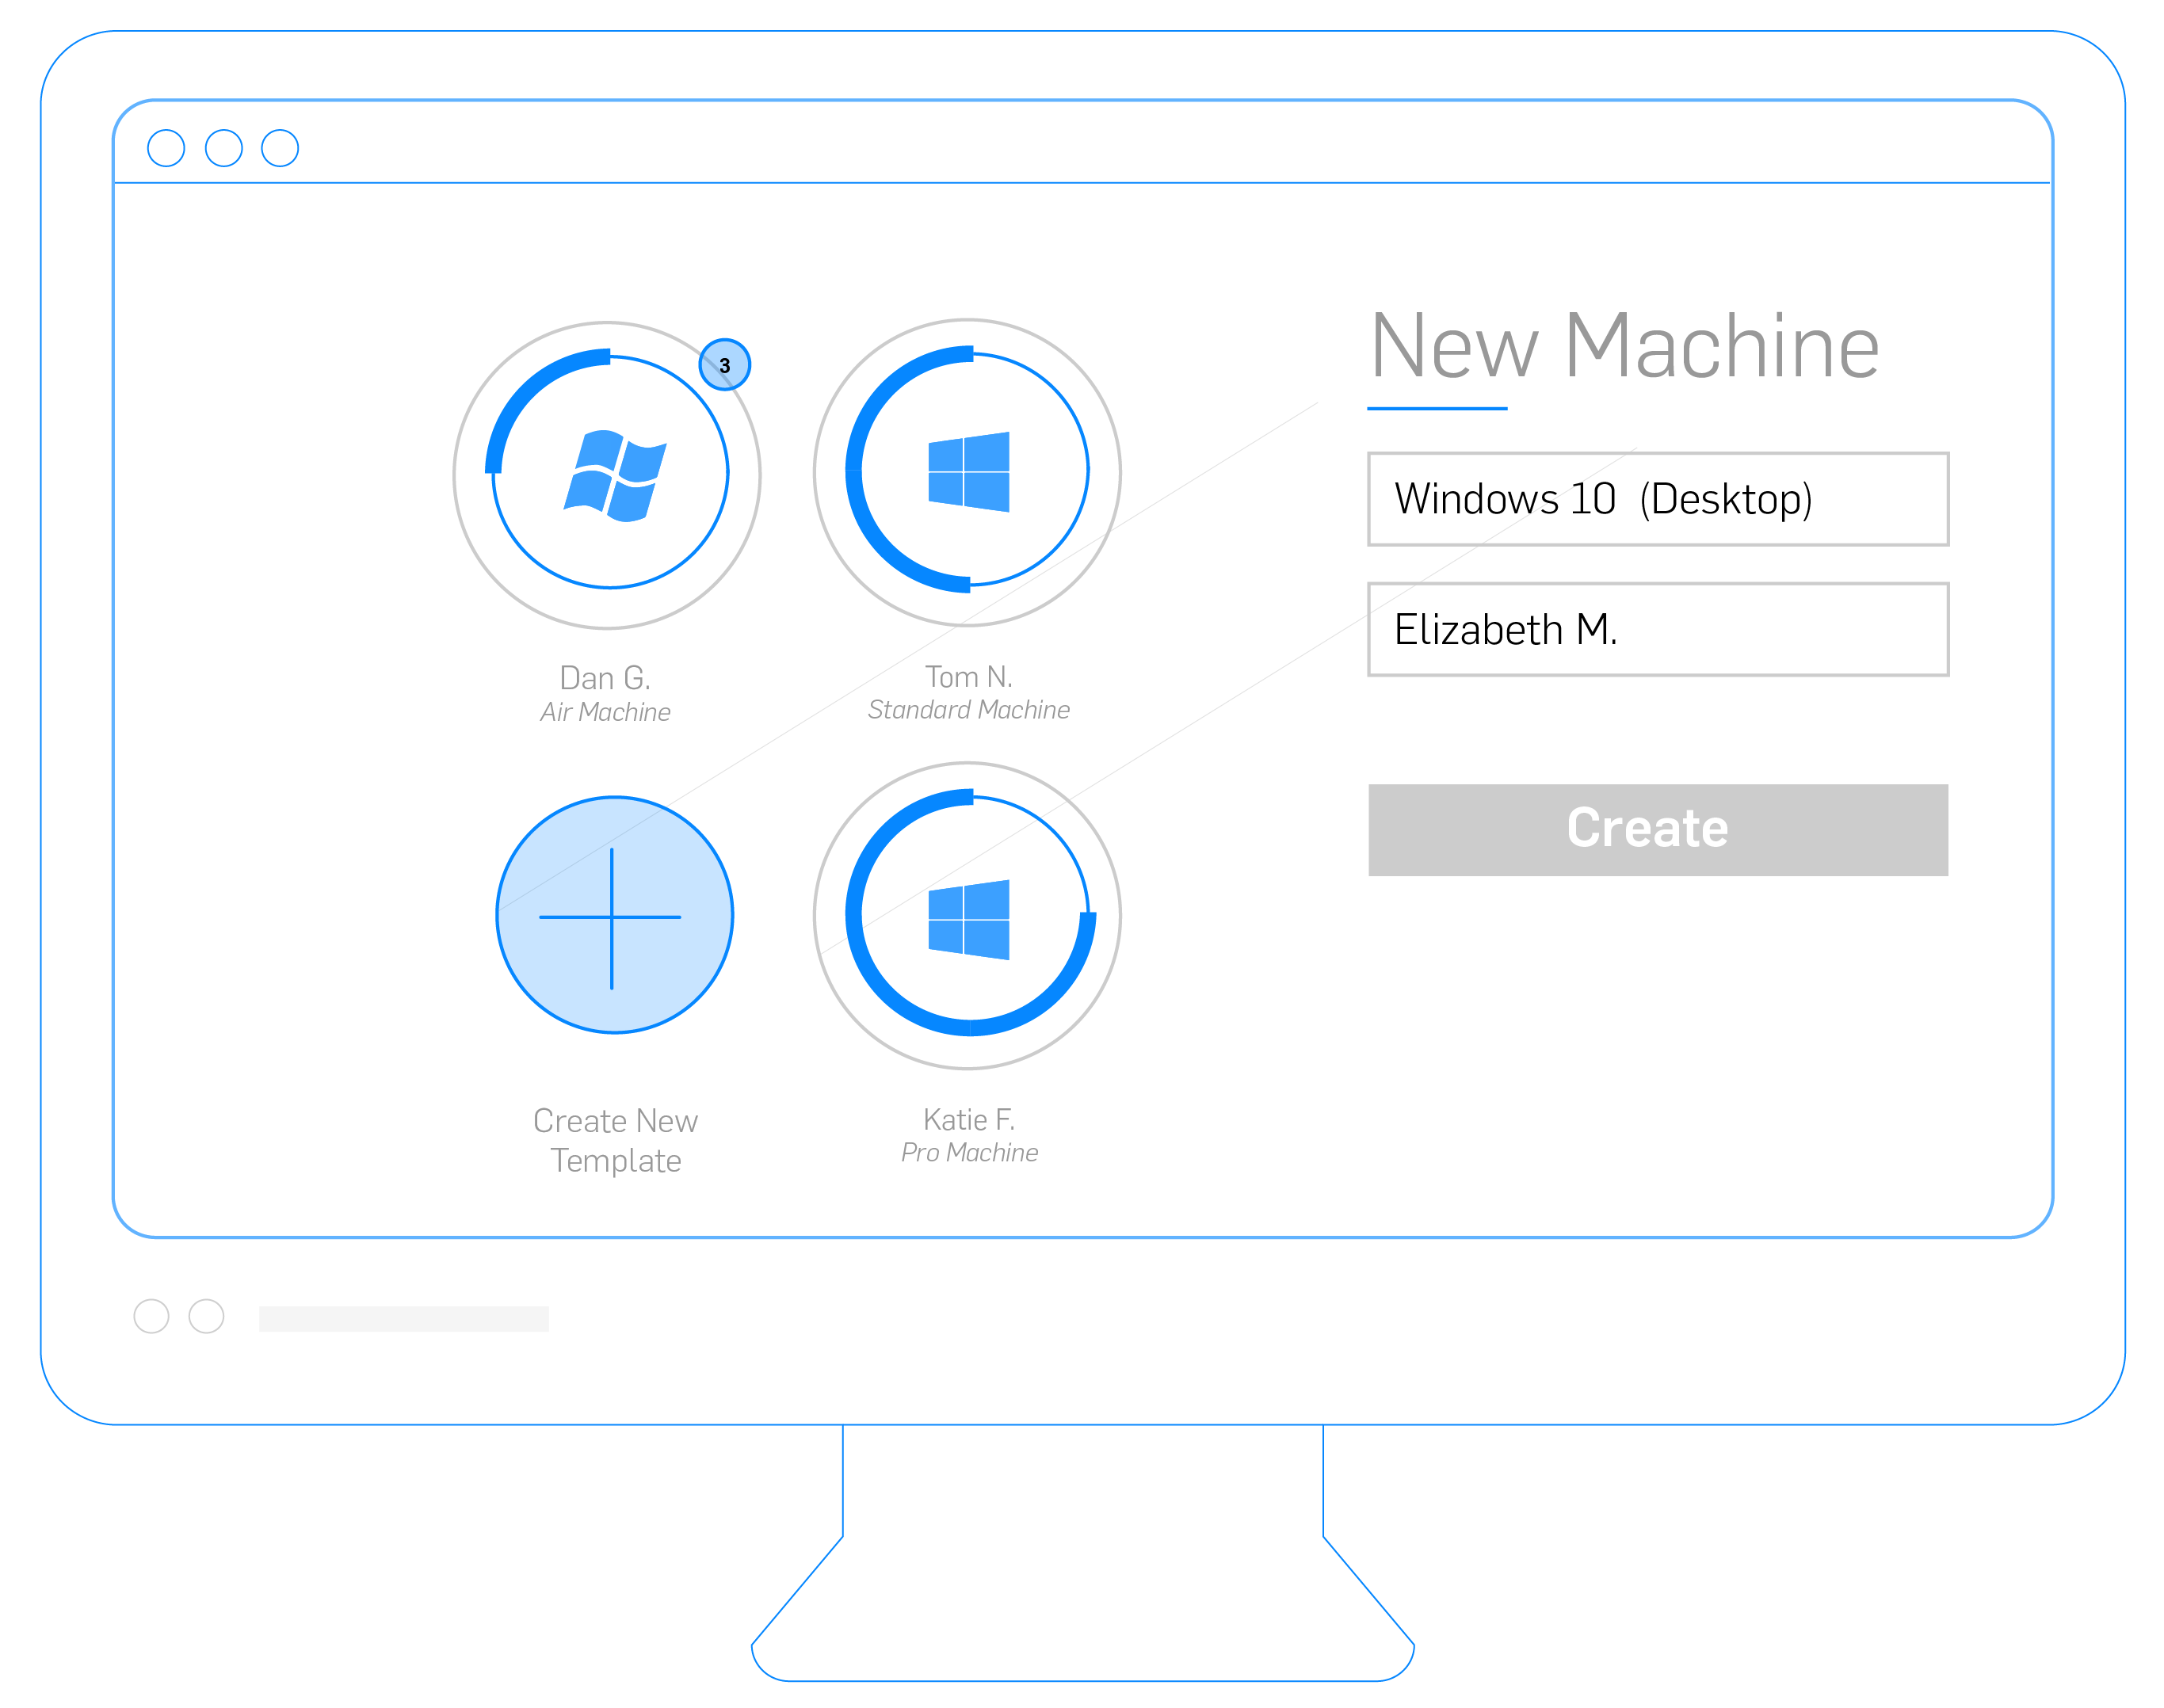 3
Dan G.
Air Machine
Tom N.
Standard Machine
Create New
Template
Katie F.
Pro Machine
New Machine
Windows 10 (Desktop)
Elizabeth M.
Create